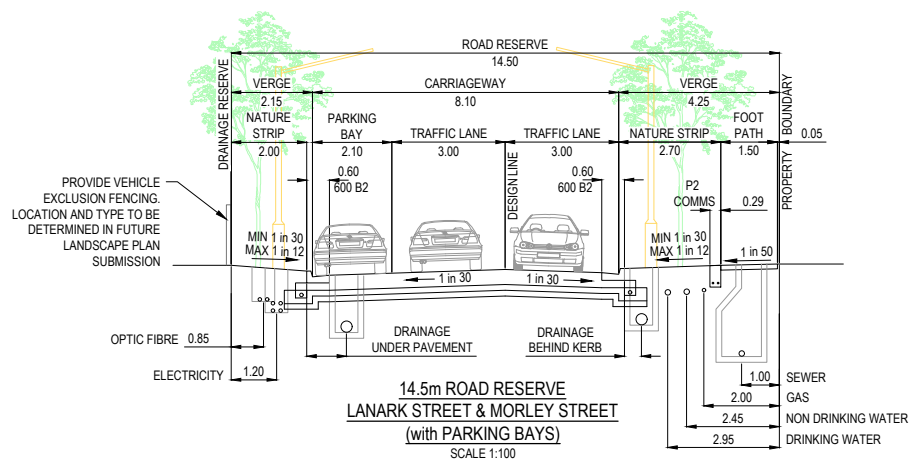 ROAD RESERVE
14.50
VERGE
2.15
CARRIAGEWAY
8.10
VERGE
4.25
DRAINAGE RESERVE
NATURE
STRIP
2.00
PARKING
BAY
2.10
TRAFFIC LANE
3.00
TRAFFIC LANE
3.00
NATURE STRIP
2.70
FOOT
PATH
1.50
0.05
PROPERTY BOUNDARY
0.60
600 B2
DESIGN LINE
0.60
600 B2
P2
COMMS
0.29
PROVIDE VEHICLE
EXCLUSION FENCING.
LOCATION AND TYPE TO BE
DETERMINED IN FUTURE
LANDSCAPE PLAN
SUBMISSION
MIN 1 in 30
MAX 1 in 12
MIN 1 in 30
MAX 1 in 12
1 in 50
1 in 30
1 in 30
OPTIC FIBRE 0.85
DRAINAGE
UNDER PAVEMENT
DRAINAGE
BEHIND KERB
ELECTRICITY 1.20
1.00 SEWER
2.00 GAS
2.45 NON DRINKING WATER
2.95 DRINKING WATER
14.5m ROAD RESERVE
LANARK STREET & MORLEY STREET
(with PARKING BAYS)
SCALE 1:100